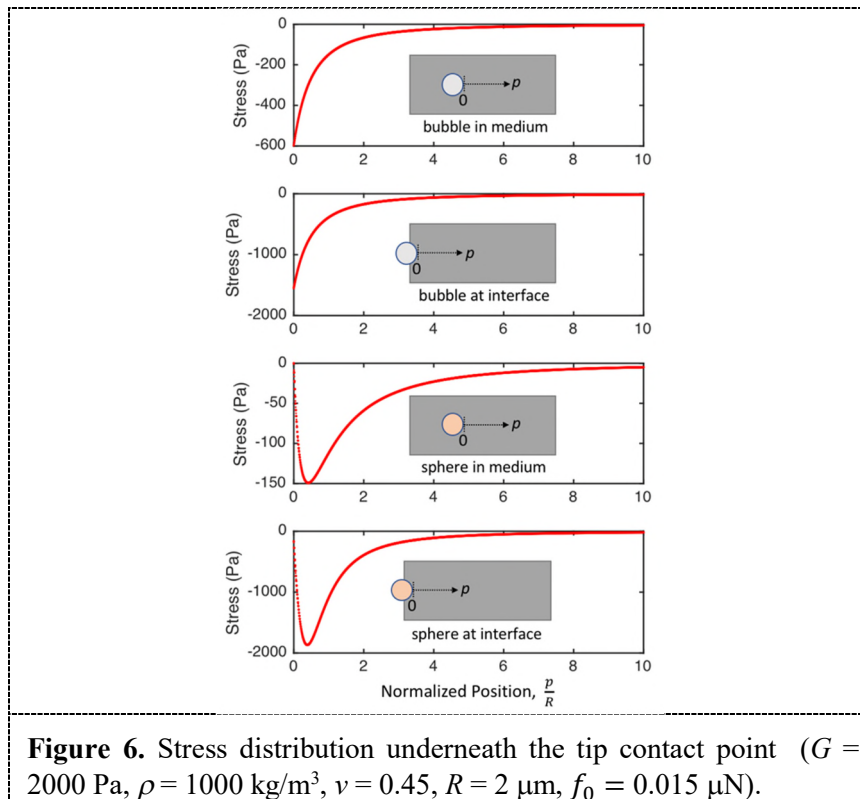 0
-200
-400
-600
Stress (Pa)
0 p
bubble in medium
0 2 4 6 8 10
0
-1000
-2000
Stress (Pa)
0 p
bubble at interface
0 2 4 6 8 10
0
-50
-100
-150
Stress (Pa)
0 p
sphere in medium
0 2 4 6 8 10
0
-1000
-2000
Stress (Pa)
0 p
sphere at interface
0 2 4 6 8 10
Normalized Position, p/R
Figure 6. Stress distribution underneath the tip contact point (G =
2000 Pa, ρ = 1000 kg/m³, ν = 0.45, R = 2 μm, f₀ = 0.015 μN).